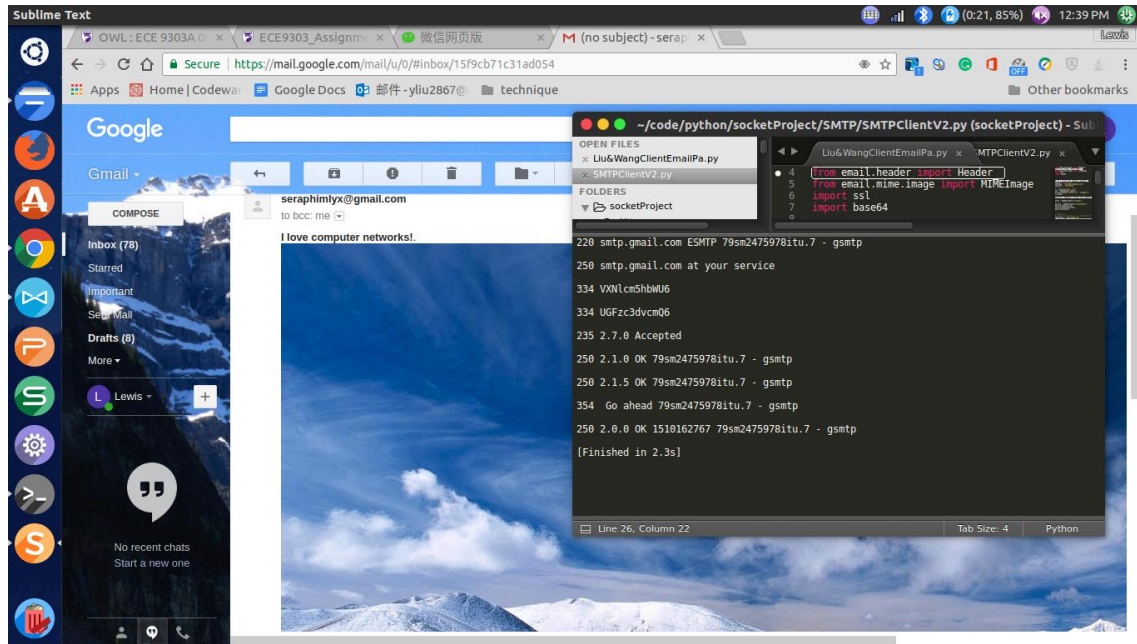 Sublime Text
(0:21, 85%) 12:39 PM
OWL : ECE 9303A 0
ECE9303_Assignme
微信网页版
(no subject) - serap
Lewis
Secure
https://mail.google.com/mail/u/0/#inbox/15f9cb71c31ad054
OFF
Apps
Home | Codewar
Google Docs
邮件 - yliu2867@
technique
Other bookmarks
Google
Gmail
COMPOSE
Inbox (78)
Starred
Important
Sent Mail
Drafts (8)
More
L
Lewis
+
No recent chats
Start a new one
seraphimlyx@gmail.com
to bcc: me
I love computer networks!.
~/code/python/socketProject/SMTP/SMTPClientV2.py (socketProject) - Sub
OPEN FILES
Liu&WangClientEmailPa.py
SMTPClientV2.py
FOLDERS
socketProject
Liu&WangClientEmailPa.py
MTPClientV2.py
4 from email.header import Header
5 from email.mime.image import MIMEImage
6 import ssl
7 import base64
220 smtp.gmail.com ESMTP 79sm2475978itu.7 - gsmtp
250 smtp.gmail.com at your service
334 VXNlcm5hbWU6
334 UGFzc3dvcmQ6
235 2.7.0 Accepted
250 2.1.0 OK 79sm2475978itu.7 - gsmtp
250 2.1.5 OK 79sm2475978itu.7 - gsmtp
354  Go ahead 79sm2475978itu.7 - gsmtp
250 2.0.0 OK 1510162767 79sm2475978itu.7 - gsmtp
[Finished in 2.3s]
Line 26, Column 22
Tab Size: 4
Python